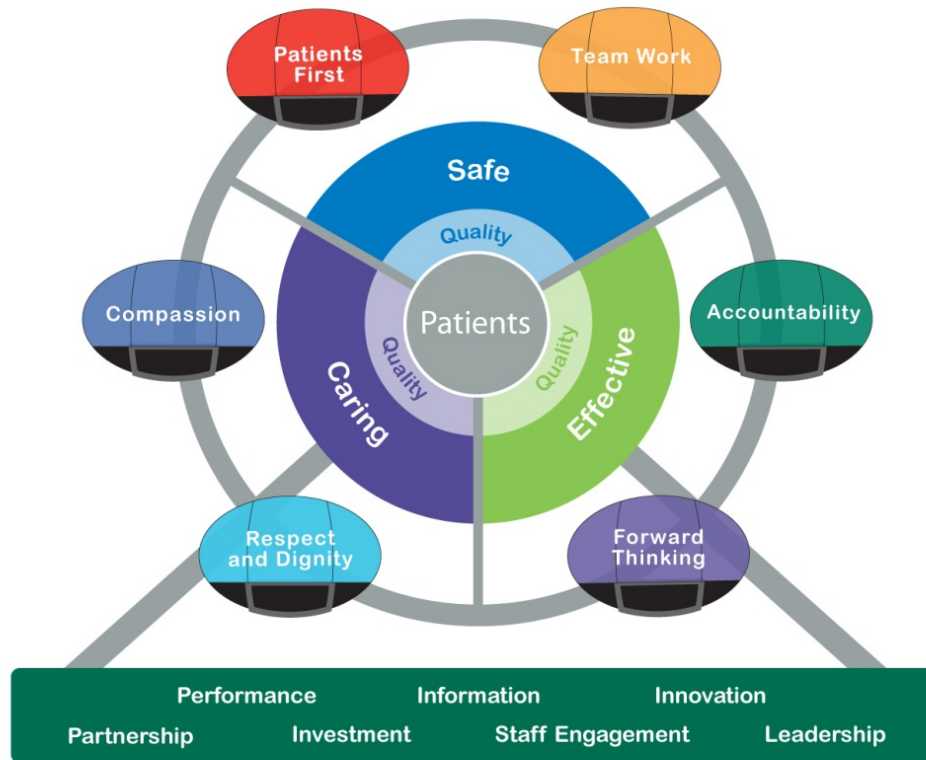 Patients
First
Team Work
Safe
Quality
Compassion
Patients
Accountability
Quality
Caring
Quality
Effective
Respect
and Dignity
Forward
Thinking
Performance
Information
Innovation
Partnership
Investment
Staff Engagement
Leadership